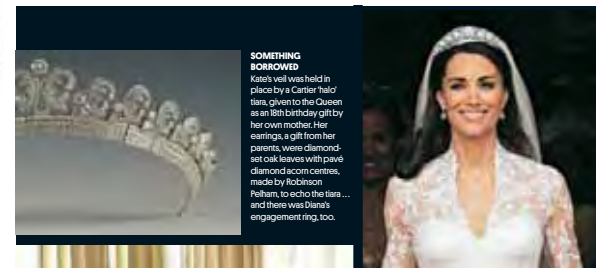 SOMETHING
BORROWED
Kate's veil was held in
place by a Cartier 'halo'
tiara, given to the Queen
as an 18th birthday gift by
her own mother. Her
earrings, a gift from her
parents, were diamond-
set oak leaves with pavé
diamond acorn centres,
made by Robinson
Pelham, to echo the tiara ...
and there was Diana's
engagement ring, too.